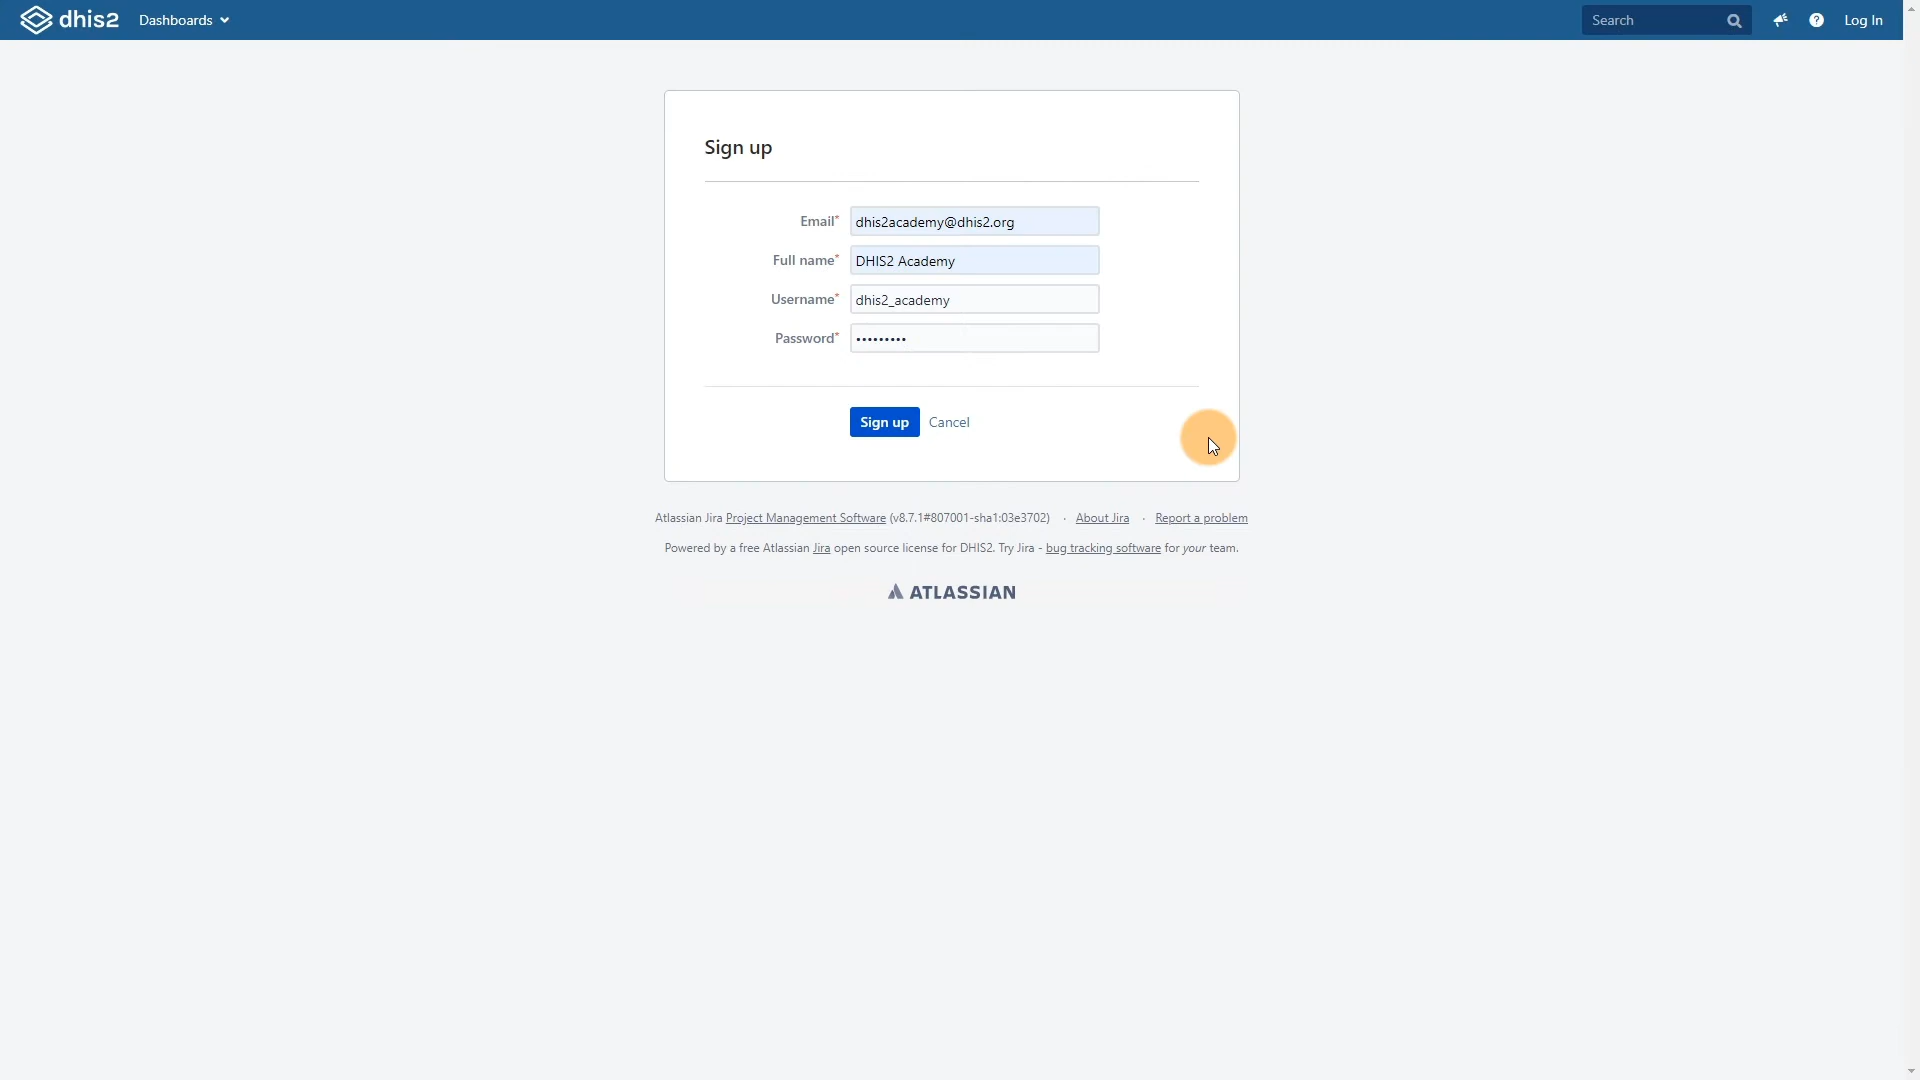 dhis2 Dashboards Search Log In
Sign up
Email* dhis2academy@dhis2.org
Full name* DHIS2 Academy
Username* dhis2_academy
Password* •••••••••
Sign up Cancel
Atlassian Jira Project Management Software (v8.7.1#807001-sha1:03e3702) · About Jira · Report a problem
Powered by a free Atlassian Jira open source license for DHIS2. Try Jira - bug tracking software for your team.
ATLASSIAN